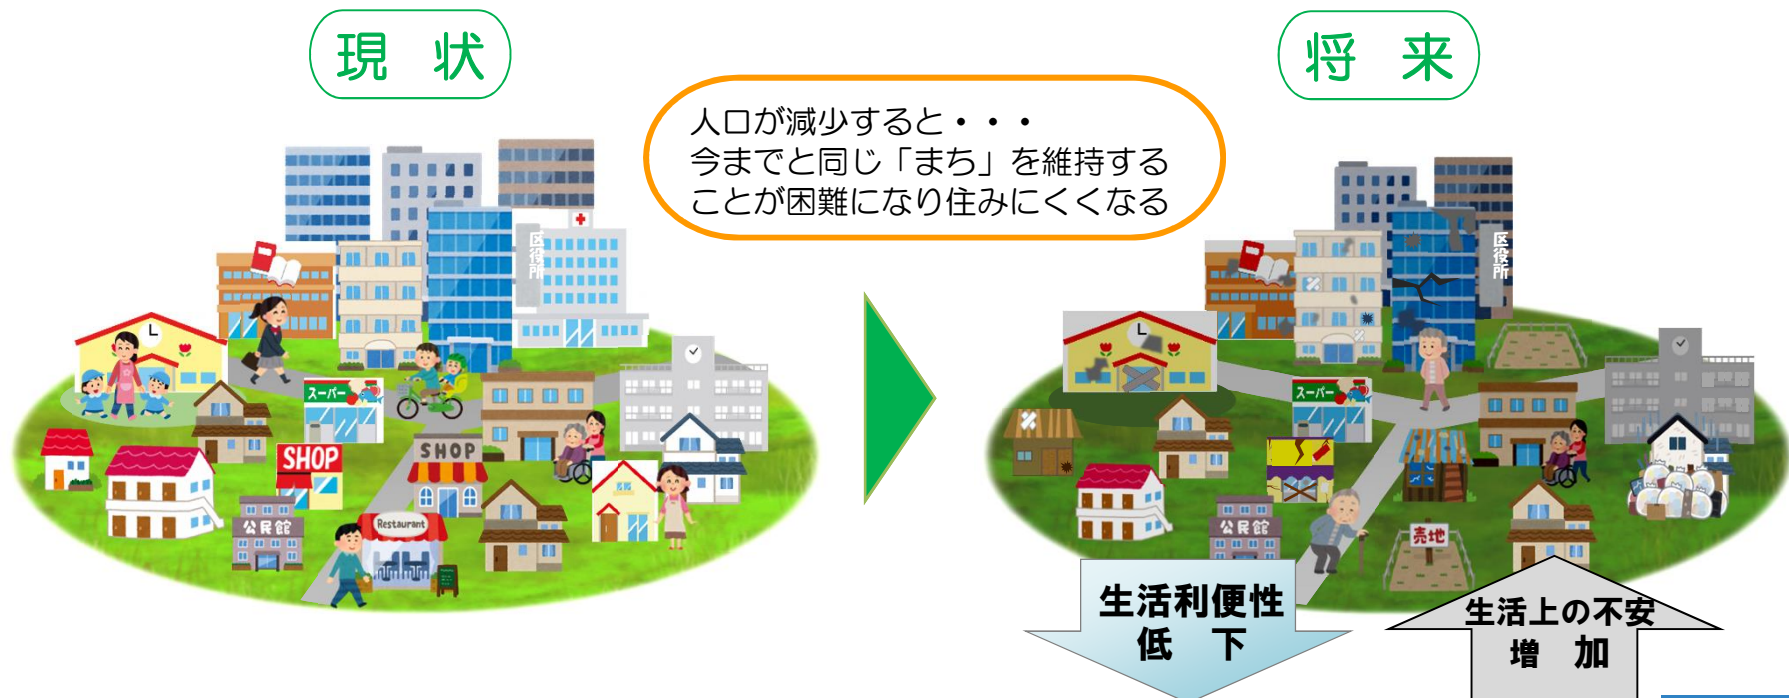 現 状
将 来
人口が減少すると・・・
今までと同じ「まち」を維持する
ことが困難になり住みにくくなる
区役所
スーパー
SHOP
SHOP
公民館
Restaurant
区役所
スーパー
公民館
売地
生活利便性
低 下
生活上の不安
増 加